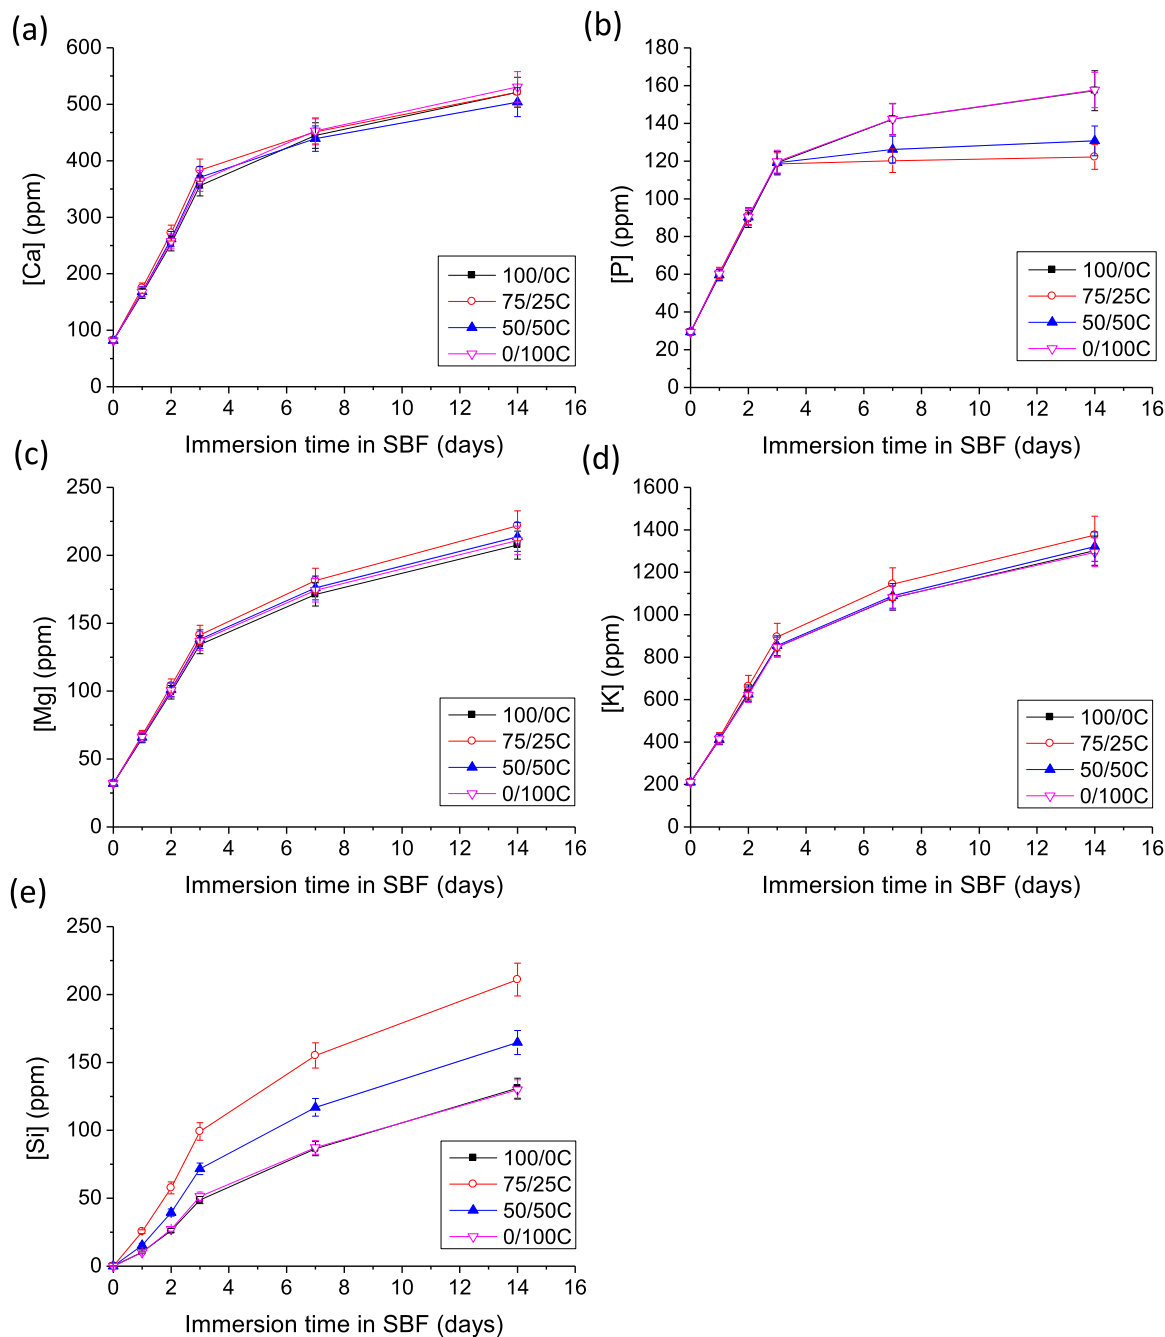 (a)
600
500
400
300
200
100
0
[Ca] (ppm)
100/0C
75/25C
50/50C
0/100C
0 2 4 6 8 10 12 14 16
Immersion time in SBF (days)
(b)
180
160
140
120
100
80
60
40
20
0
[P] (ppm)
100/0C
75/25C
50/50C
0/100C
0 2 4 6 8 10 12 14 16
Immersion time in SBF (days)
(c)
250
200
150
100
50
0
[Mg] (ppm)
100/0C
75/25C
50/50C
0/100C
0 2 4 6 8 10 12 14 16
Immersion time in SBF (days)
(d)
1600
1400
1200
1000
800
600
400
200
0
[K] (ppm)
100/0C
75/25C
50/50C
0/100C
0 2 4 6 8 10 12 14 16
Immersion time in SBF (days)
(e)
250
200
150
100
50
0
[Si] (ppm)
100/0C
75/25C
50/50C
0/100C
0 2 4 6 8 10 12 14 16
Immersion time in SBF (days)